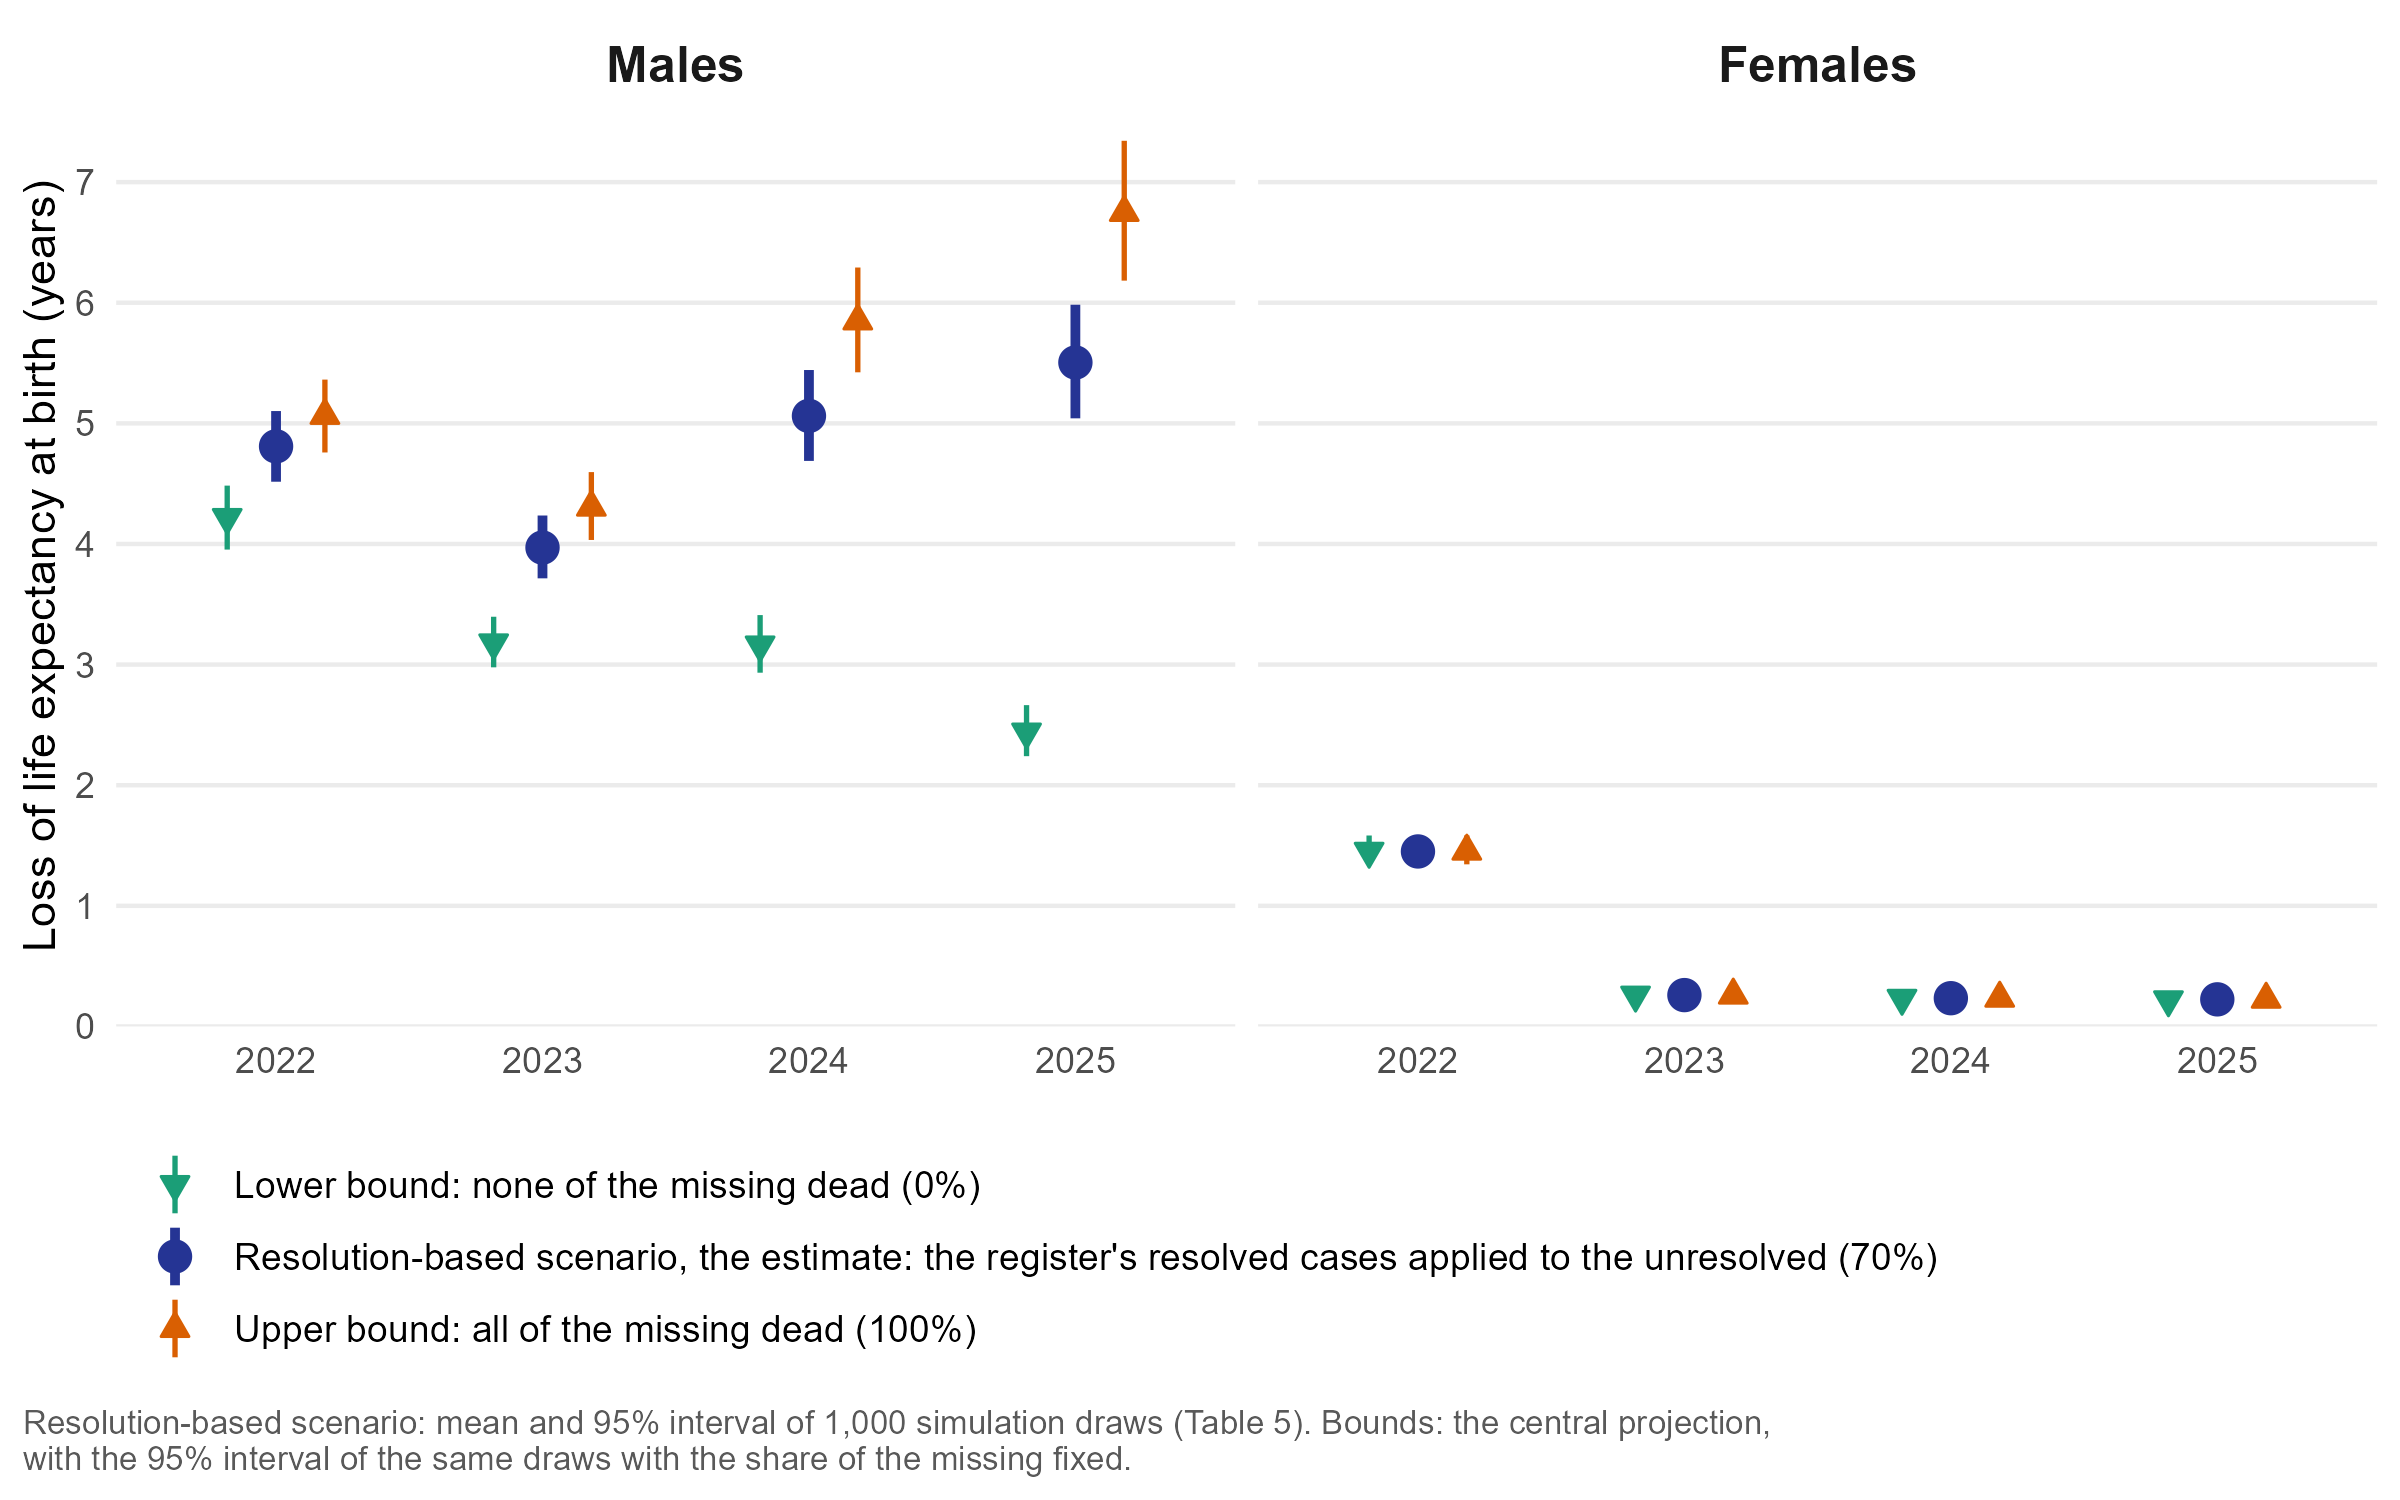 Males
Females
Loss of life expectancy at birth (years)
7
6
5
4
3
2
1
0
2022
2023
2024
2025
2022
2023
2024
2025
Lower bound: none of the missing dead (0%)
Resolution-based scenario, the estimate: the register's resolved cases applied to the unresolved (70%)
Upper bound: all of the missing dead (100%)
Resolution-based scenario: mean and 95% interval of 1,000 simulation draws (Table 5). Bounds: the central projection,
with the 95% interval of the same draws with the share of the missing fixed.